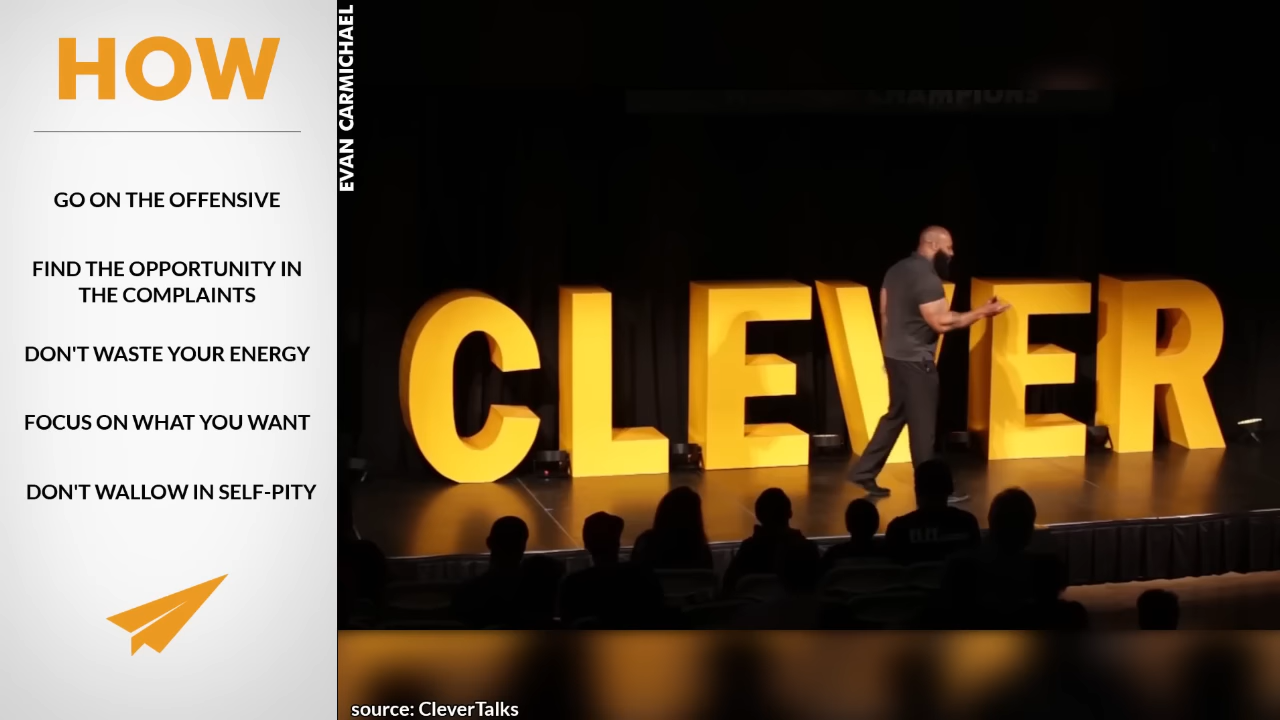 HOW
GO ON THE OFFENSIVE
FIND THE OPPORTUNITY IN
THE COMPLAINTS
DON'T WASTE YOUR ENERGY
FOCUS ON WHAT YOU WANT
DON'T WALLOW IN SELF-PITY
EVAN CARMICHAEL
CHAMPIONS
CLEVER
source: CleverTalks